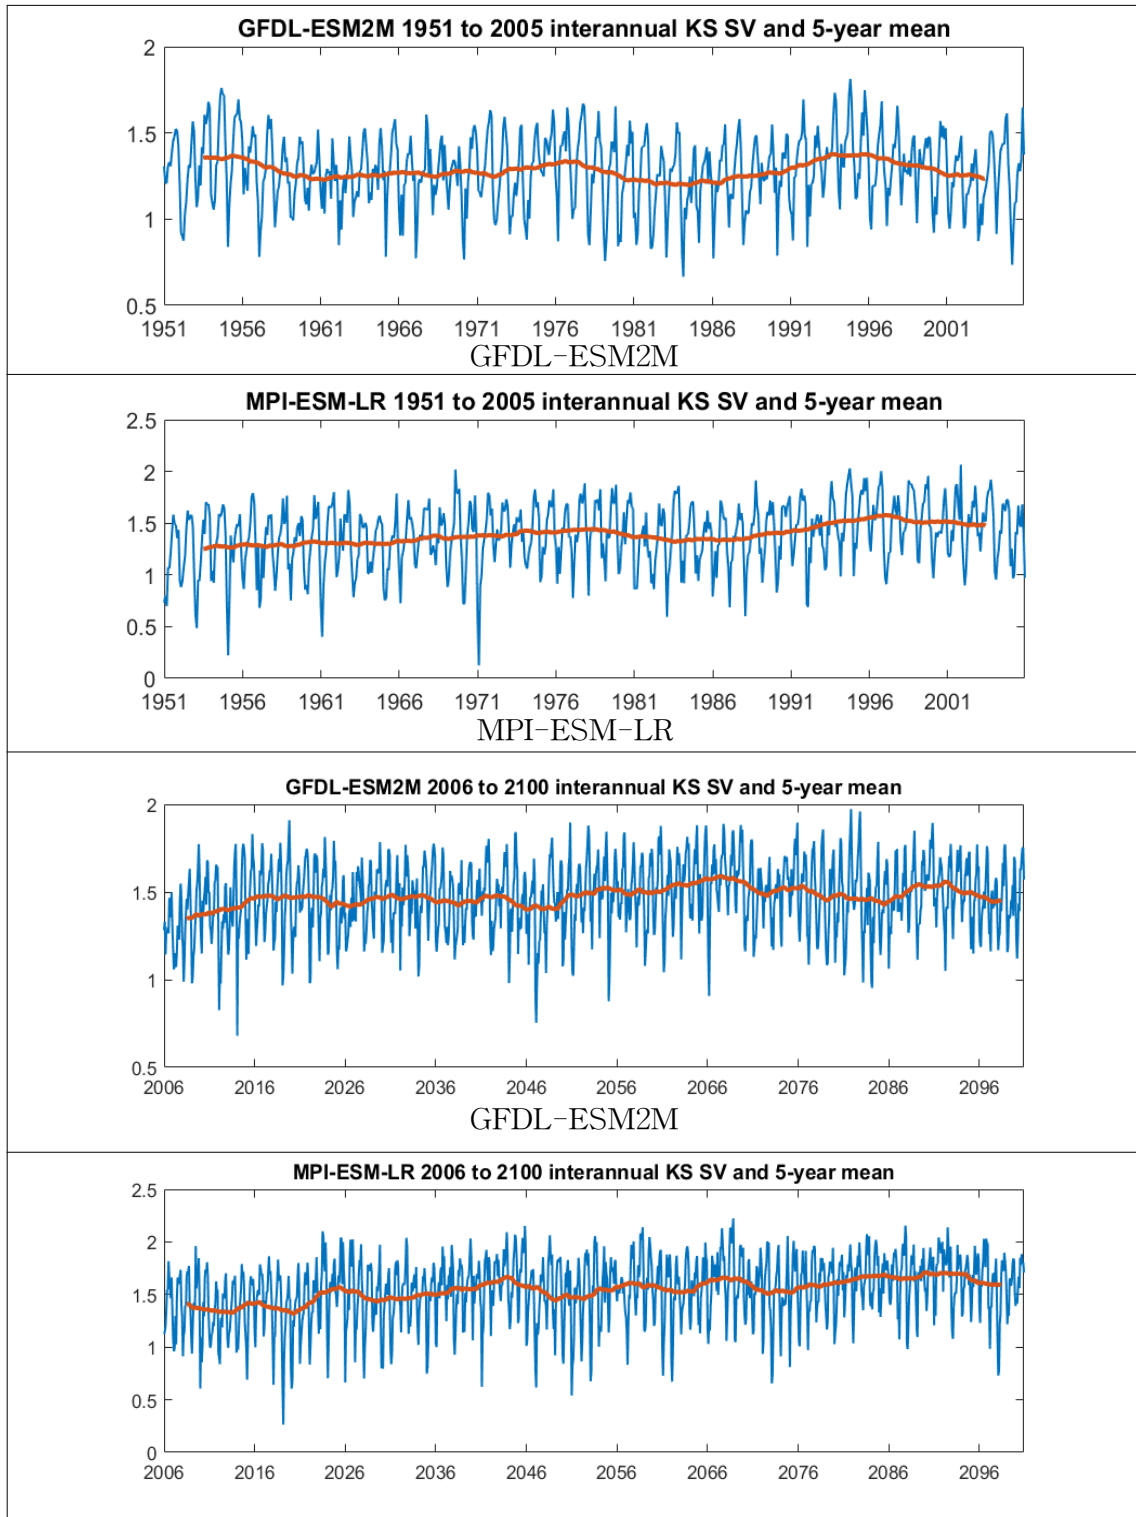 GFDL-ESM2M 1951 to 2005 interannual KS SV and 5-year mean
2
1.5
1
0.5
1951 1956 1961 1966 1971 1976 1981 1986 1991 1996 2001
GFDL-ESM2M
MPI-ESM-LR 1951 to 2005 interannual KS SV and 5-year mean
2.5
2
1.5
1
0.5
0
1951 1956 1961 1966 1971 1976 1981 1986 1991 1996 2001
MPI-ESM-LR
GFDL-ESM2M 2006 to 2100 interannual KS SV and 5-year mean
2
1.5
1
0.5
2006 2016 2026 2036 2046 2056 2066 2076 2086 2096
GFDL-ESM2M
MPI-ESM-LR 2006 to 2100 interannual KS SV and 5-year mean
2.5
2
1.5
1
0.5
0
2006 2016 2026 2036 2046 2056 2066 2076 2086 2096